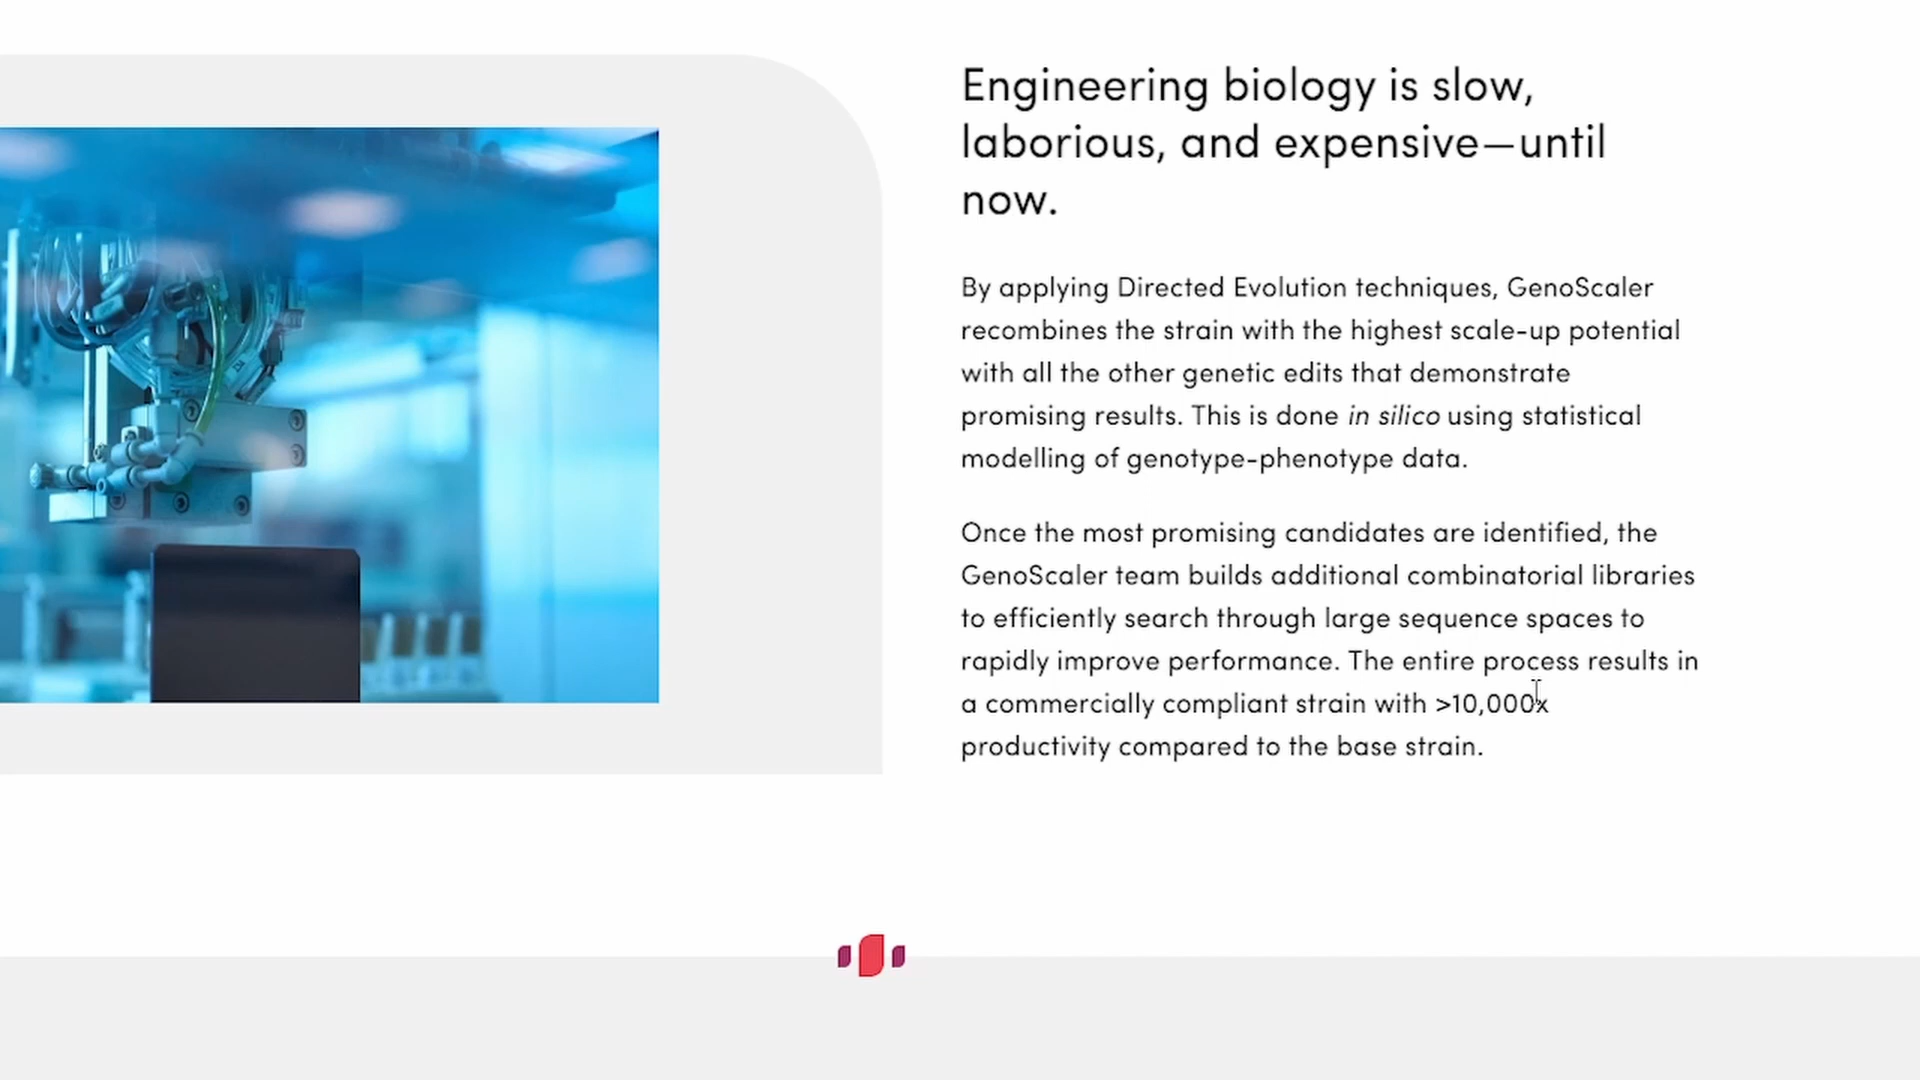 Engineering biology is slow,
laborious, and expensive—until
now.
By applying Directed Evolution techniques, GenoScaler
recombines the strain with the highest scale-up potential
with all the other genetic edits that demonstrate
promising results. This is done in silico using statistical
modelling of genotype-phenotype data.
Once the most promising candidates are identified, the
GenoScaler team builds additional combinatorial libraries
to efficiently search through large sequence spaces to
rapidly improve performance. The entire process results in
a commercially compliant strain with >10,000x
productivity compared to the base strain.